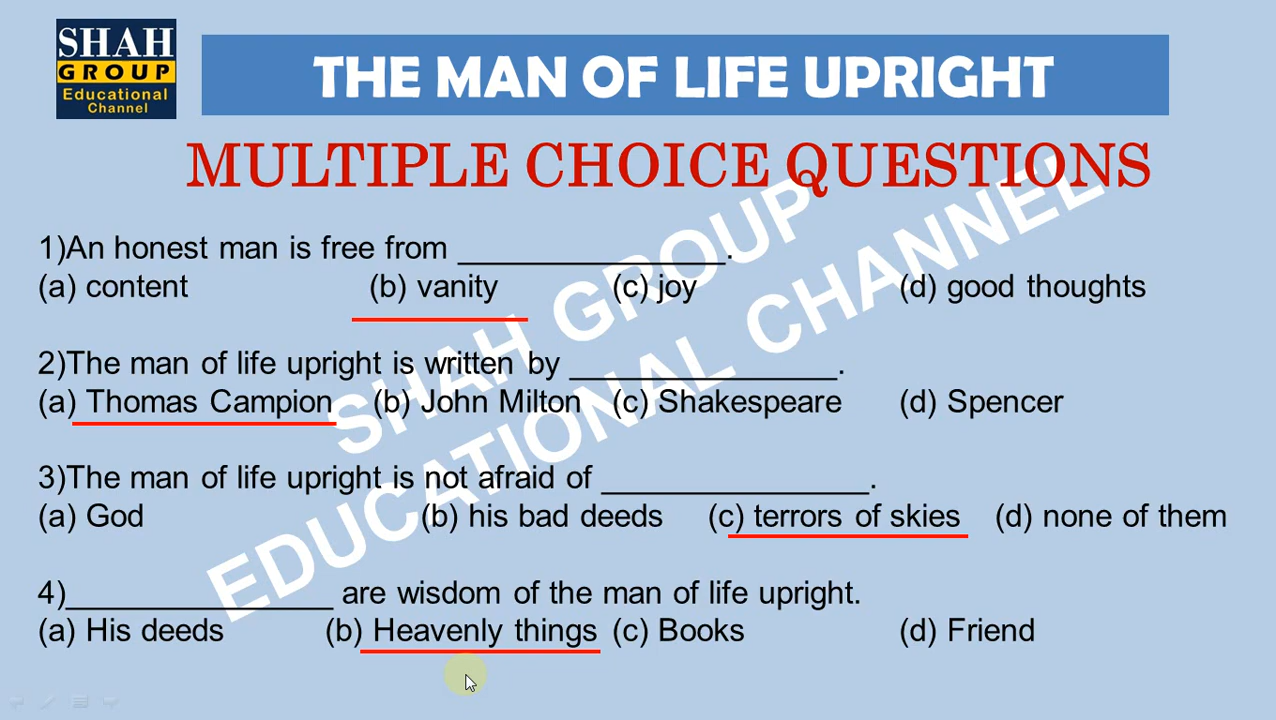 SHAH
GROUP
Educational
Channel
THE MAN OF LIFE UPRIGHT
MULTIPLE CHOICE QUESTIONS
1)An honest man is free from _______________.
(a) content (b) vanity (c) joy (d) good thoughts
2)The man of life upright is written by _______________.
(a) Thomas Campion (b) John Milton (c) Shakespeare (d) Spencer
3)The man of life upright is not afraid of _______________.
(a) God (b) his bad deeds (c) terrors of skies (d) none of them
4)_______________ are wisdom of the man of life upright.
(a) His deeds (b) Heavenly things (c) Books (d) Friend
SHAH GROUP
EDUCATIONAL CHANNEL